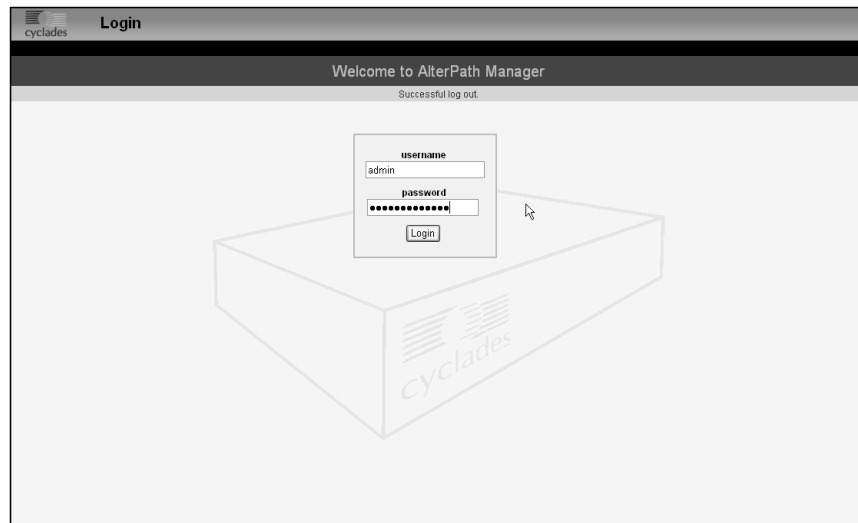 cyclades
Login
Welcome to AlterPath Manager
Successful log out.
username
admin
password
•••••••••••••
Login
cyclades